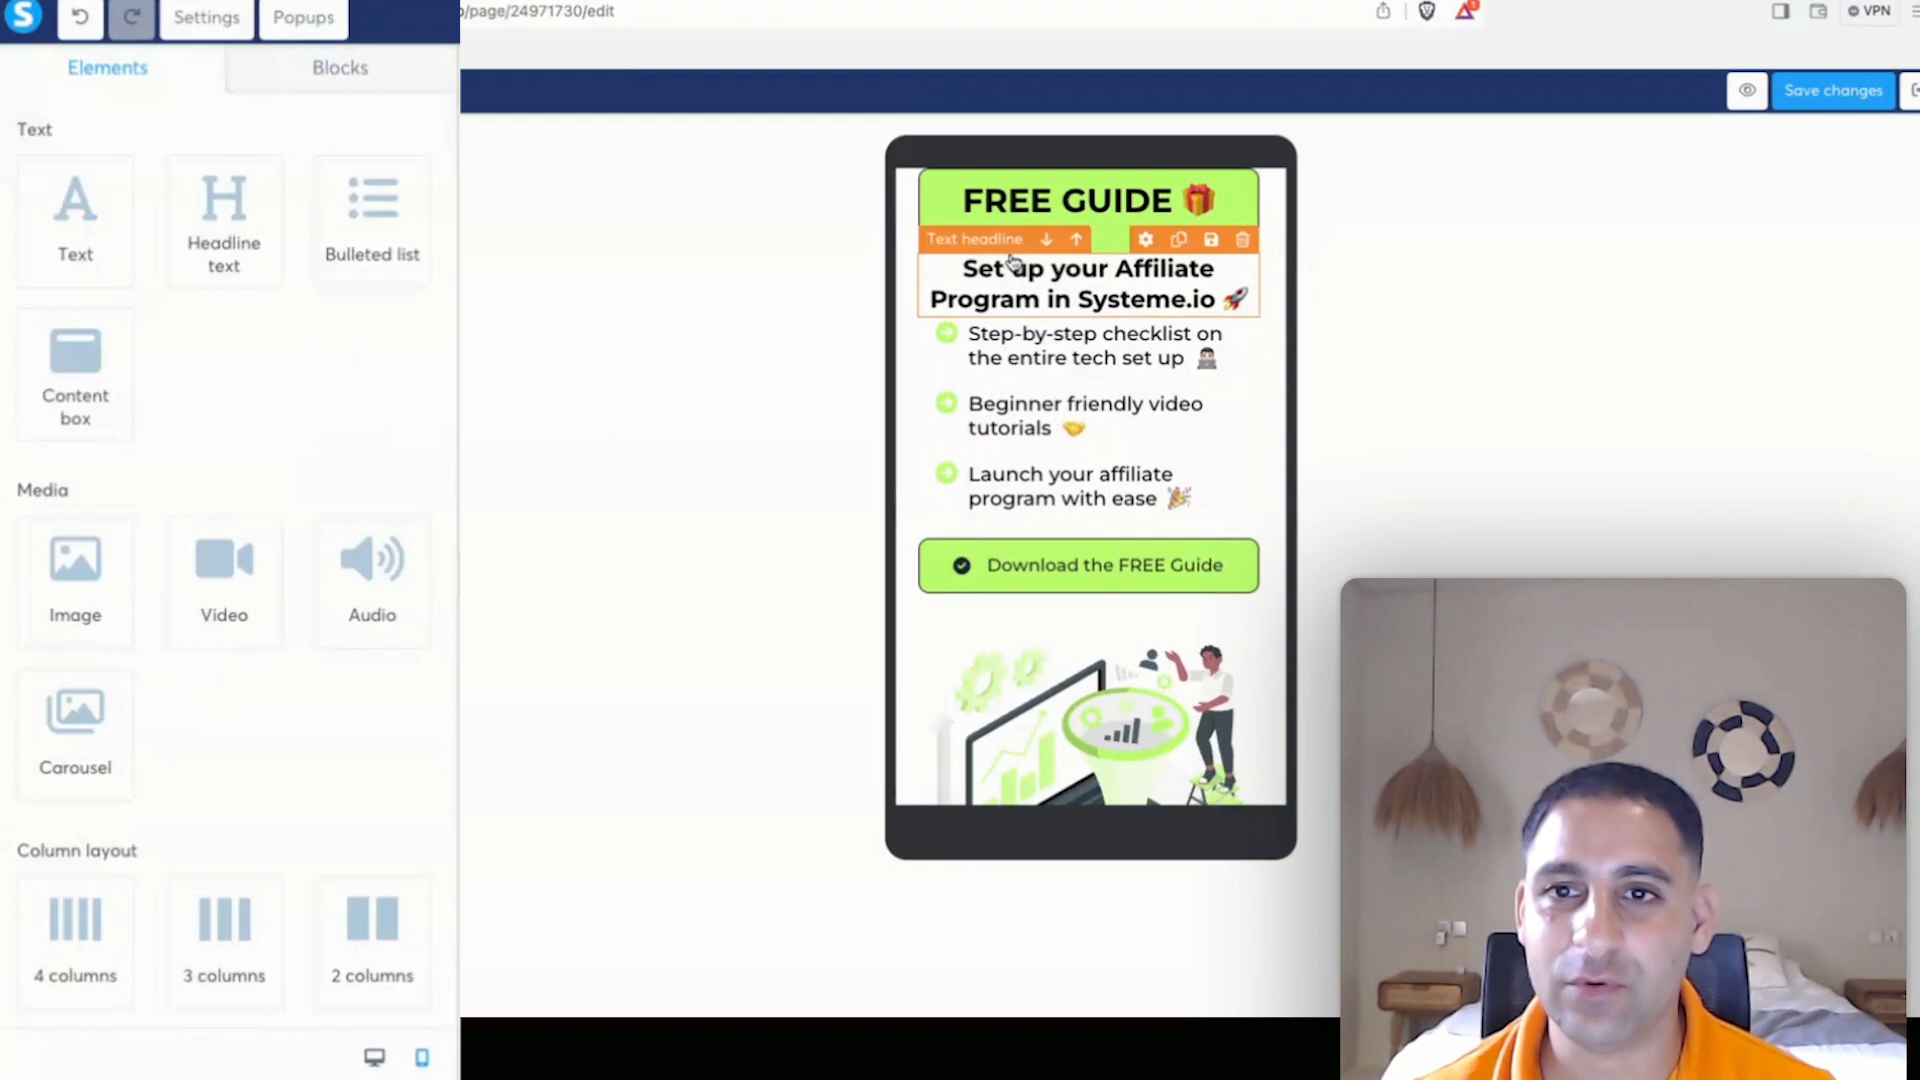 S
Settings
Popups
/page/24971730/edit
1
VPN
Elements
Blocks
Save changes
Text
A
Text
H
Headline
text
Bulleted list
Content
box
Media
Image
Video
Audio
Carousel
Column layout
4 columns
3 columns
2 columns
FREE GUIDE 🎁
Text headline
Set up your Affiliate
Program in Systeme.io 🚀
Step-by-step checklist on
the entire tech set up 👨🏻‍💻
Beginner friendly video
tutorials 🤝
Launch your affiliate
program with ease 🎉
Download the FREE Guide